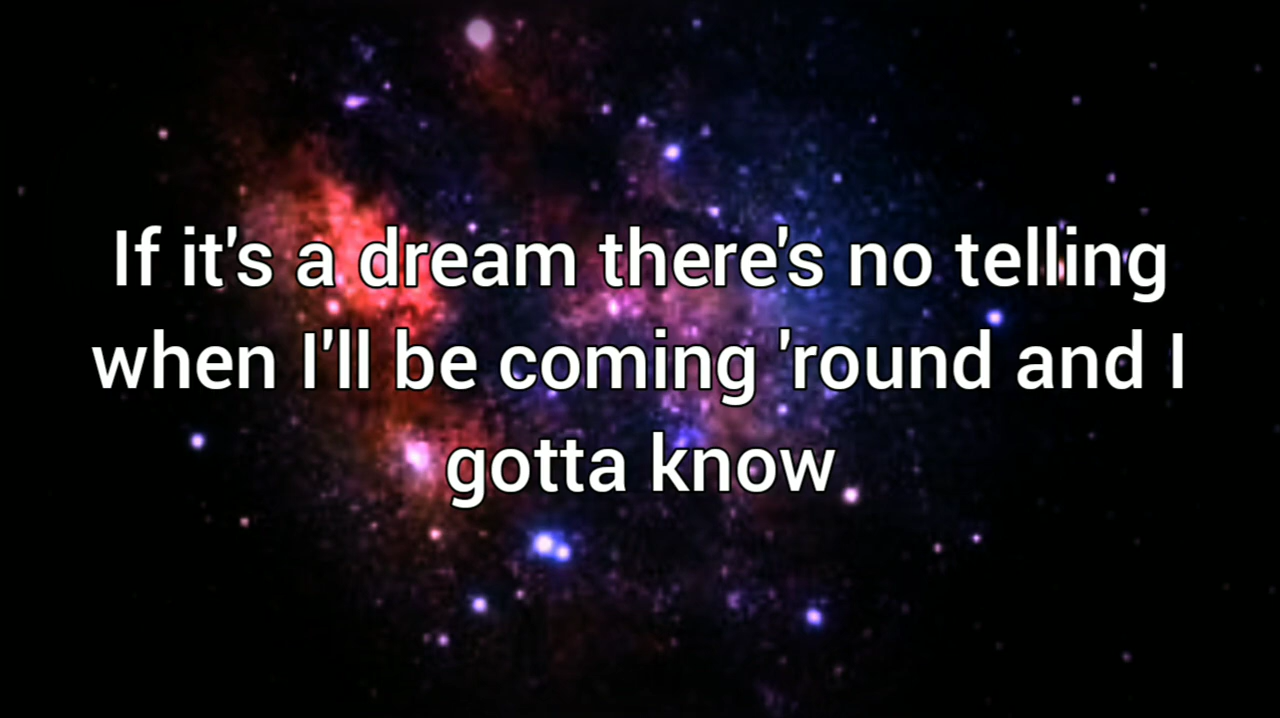 If it's a dream there's no telling
when I'll be coming 'round and I
gotta know